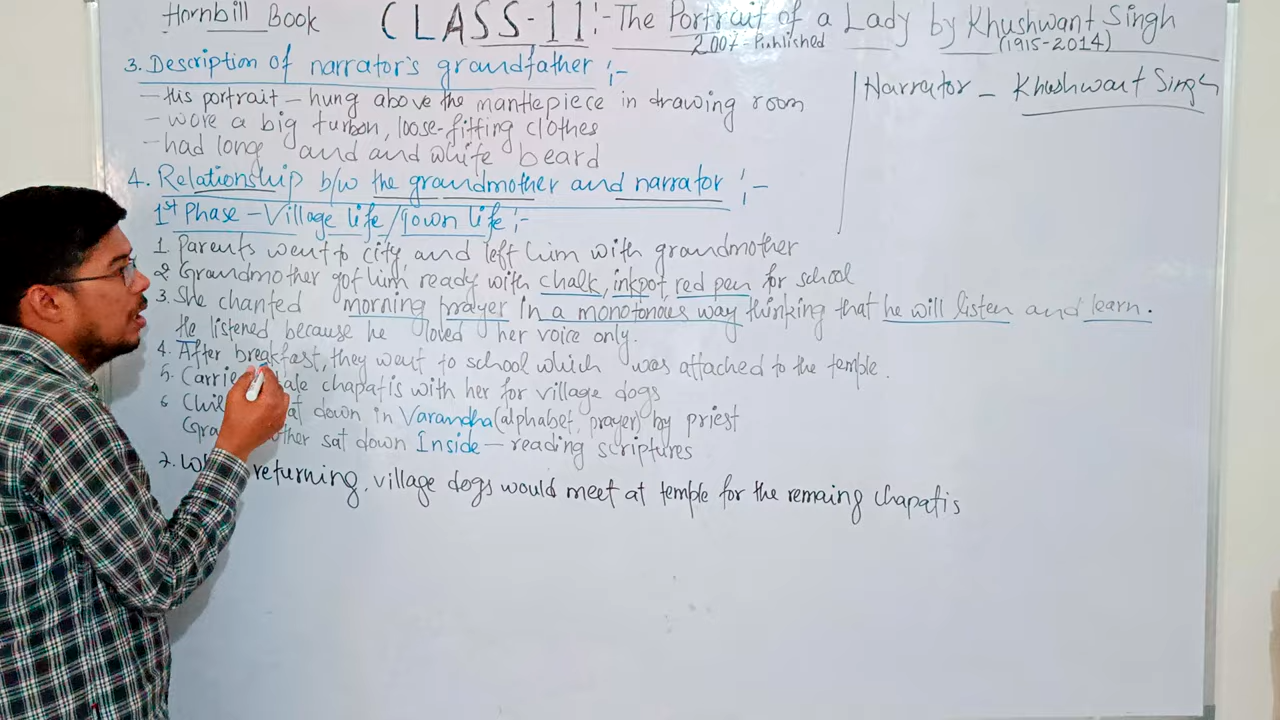 Hornbill Book CLASS-11:- The Portrait of a Lady by Khushwant Singh
2007-Published (1915-2014)
3. Description of narrator's grandfather :-
Narrator - Khushwant Singh
- His portrait - hung above the mantlepiece in drawing room
- wore a big turban, loose-fitting clothes
- had long and and white beard
4. Relationship b/w the grandmother and narrator :-
1st Phase - Village life/Town life :-
1. Parents went to city and left him with grandmother
2. Grandmother got him ready with chalk, inkpot, red pen for school
3. She chanted morning prayer in a monotonous way thinking that he will listen and learn.
He listened because he loved her voice only.
4. After breakfast, they went to school which was attached to the temple.
5. chapatis with her for village dogs
6 down in Varandha (alphabet, prayer) by priest
sat down Inside - reading scriptures
7. returning, village dogs would meet at temple for the remaing chapatis